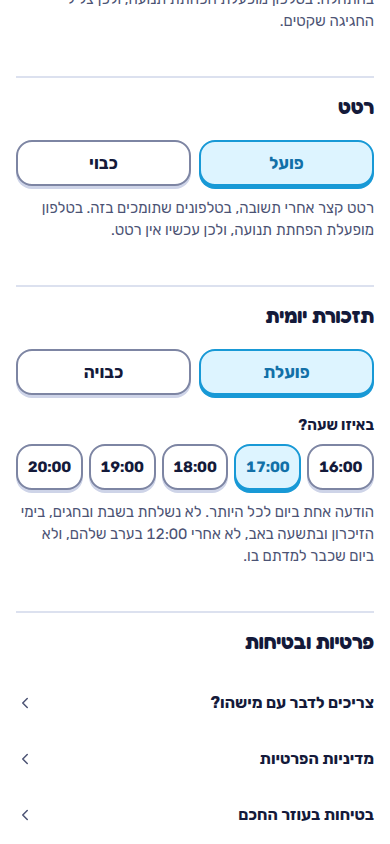 החגיגה שקטים.
רטט
פועל
כבוי
רטט קצר אחרי תשובה, בטלפונים שתומכים בזה. בטלפון
מופעלת הפחתת תנועה, ולכן עכשיו אין רטט.
תזכורת יומית
פועלת
כבויה
באיזו שעה?
16:00
17:00
18:00
19:00
20:00
הודעה אחת ביום לכל היותר. לא נשלחת בשבת ובחגים, בימי
הזיכרון ובתשעה באב, לא אחרי 12:00 בערב שלהם, ולא
ביום שכבר למדתם בו.
פרטיות ובטיחות
צריכים לדבר עם מישהו?
מדיניות הפרטיות
בטיחות בעוזר החכם